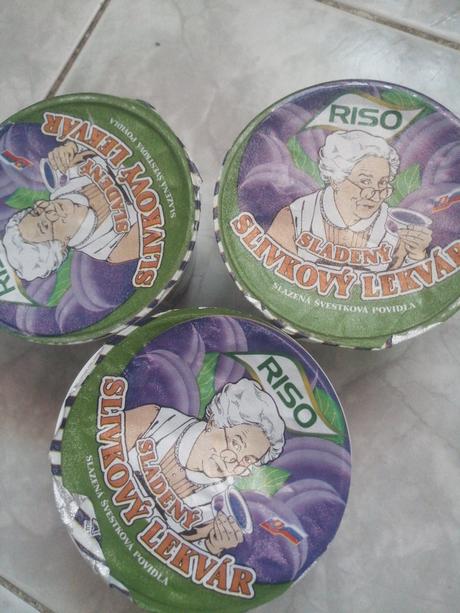 RISO
SLADENÝ
SLIVKOVÝ LEKVÁR
SLAZENÁ ŠVESTKOVÁ POVIDLA
RISO
SLADENÝ
SLIVKOVÝ LEKVÁR
SLAZENÁ ŠVESTKOVÁ POVIDLA
RISO
SLADENÝ
SLIVKOVÝ LEKVÁR
SLAZENÁ ŠVESTKOVÁ POVIDLA